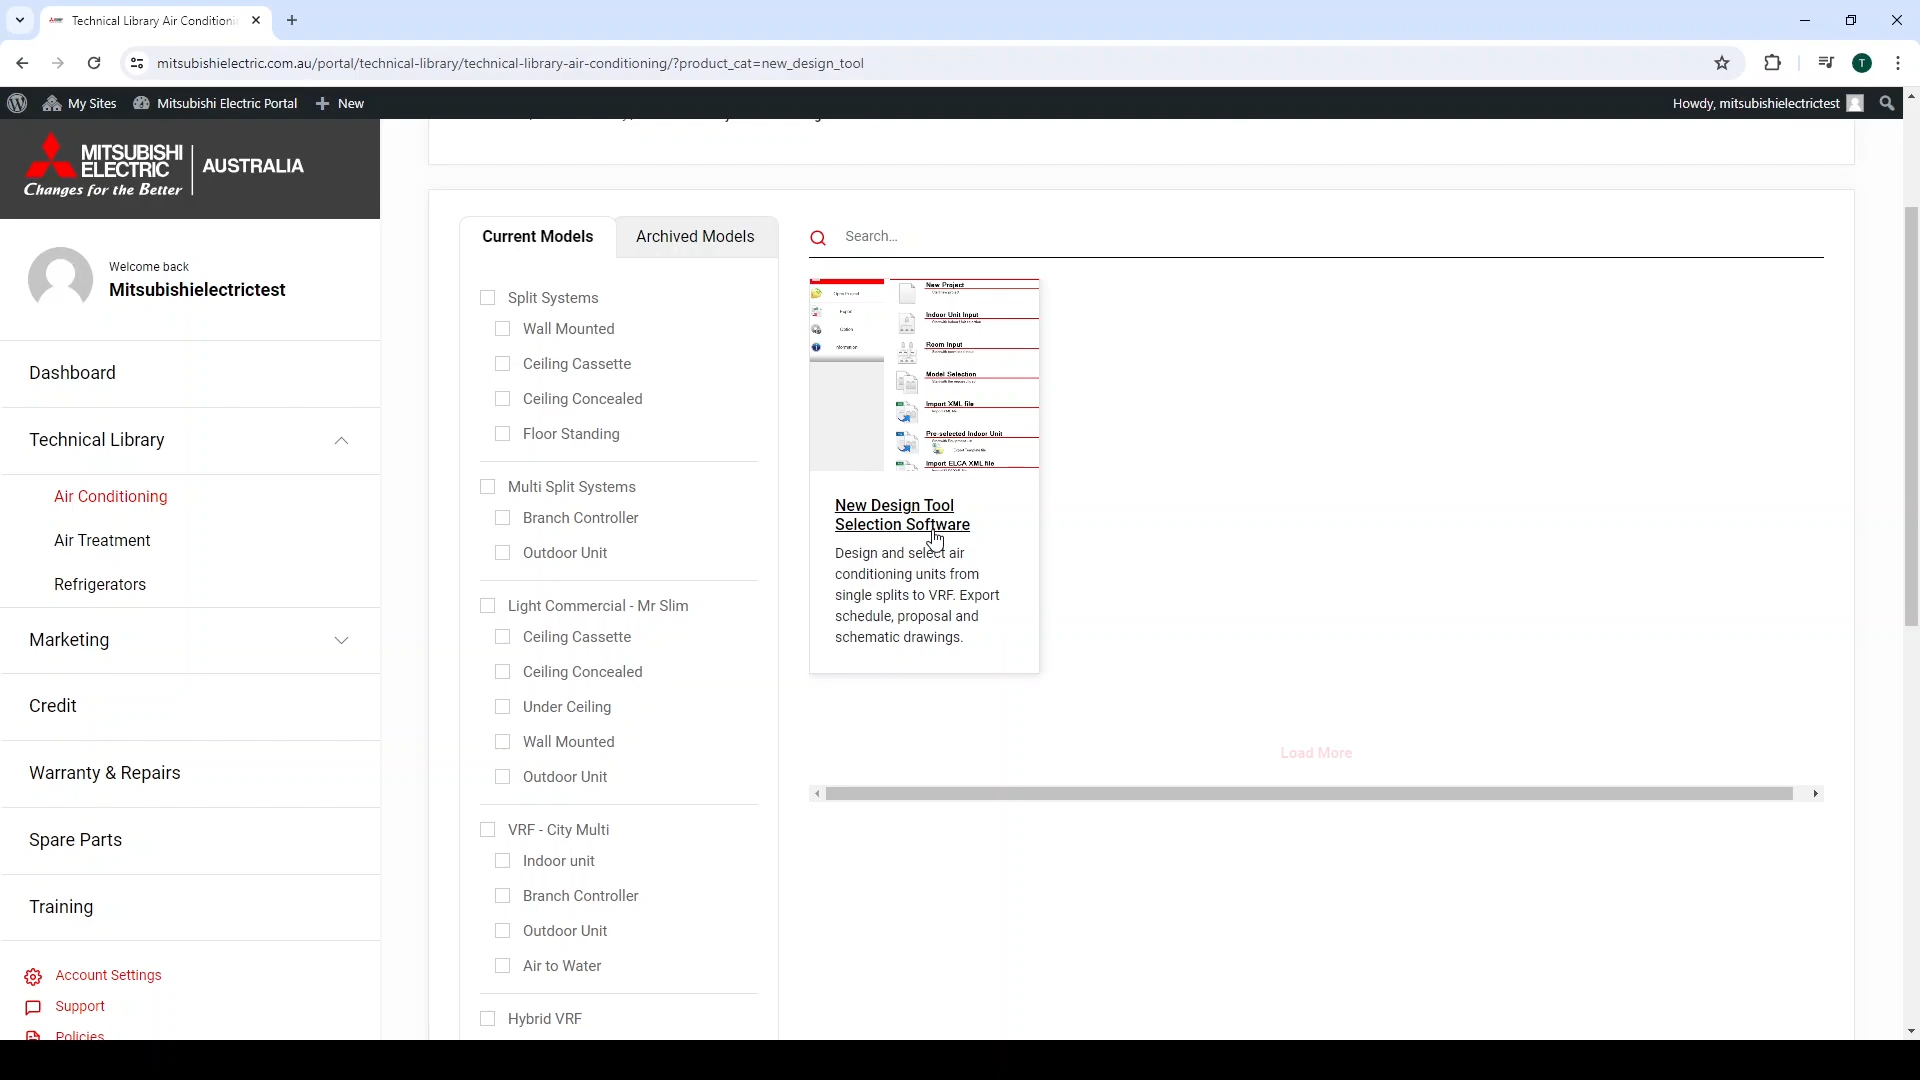 Technical Library Air Conditioni
mitsubishielectric.com.au/portal/technical-library/technical-library-air-conditioning/?product_cat=new_design_tool
T
My Sites
Mitsubishi Electric Portal
New
Howdy, mitsubishielectrictest
MITSUBISHI
ELECTRIC
AUSTRALIA
Changes for the Better
Welcome back
Mitsubishielectrictest
Dashboard
Technical Library
Air Conditioning
Air Treatment
Refrigerators
Marketing
Credit
Warranty & Repairs
Spare Parts
Training
Account Settings
Support
Policies
Current Models
Archived Models
Split Systems
Wall Mounted
Ceiling Cassette
Ceiling Concealed
Floor Standing
Multi Split Systems
Branch Controller
Outdoor Unit
Light Commercial - Mr Slim
Ceiling Cassette
Ceiling Concealed
Under Ceiling
Wall Mounted
Outdoor Unit
VRF - City Multi
Indoor unit
Branch Controller
Outdoor Unit
Air to Water
Hybrid VRF
Search...
Export
Option
Information
New Project
Indoor Unit Input
Room Input
Model Selection
Import XML file
Pre-selected Indoor Unit
Export Template file
Import ELCA XML file
New Design Tool
Selection Software
Design and select air
conditioning units from
single splits to VRF. Export
schedule, proposal and
schematic drawings.
Load More